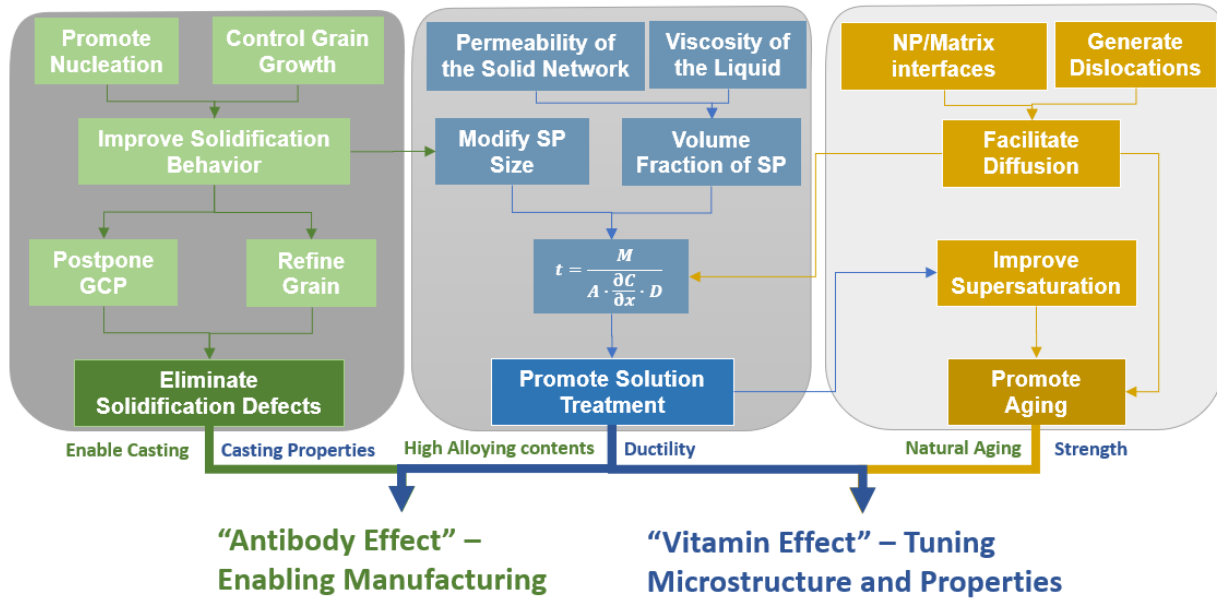 Promote
Nucleation
Control Grain
Growth
Improve Solidification
Behavior
Postpone
GCP
Refine
Grain
Eliminate
Solidification Defects
Permeability of
the Solid Network
Viscosity of
the Liquid
Modify SP
Size
Volume
Fraction of SP
t = M / (A · ∂C/∂x · D)
Promote Solution
Treatment
NP/Matrix
interfaces
Generate
Dislocations
Facilitate
Diffusion
Improve
Supersaturation
Promote
Aging
Enable Casting
Casting Properties
High Alloying contents
Ductility
Natural Aging
Strength
“Antibody Effect” –
Enabling Manufacturing
“Vitamin Effect” – Tuning
Microstructure and Properties